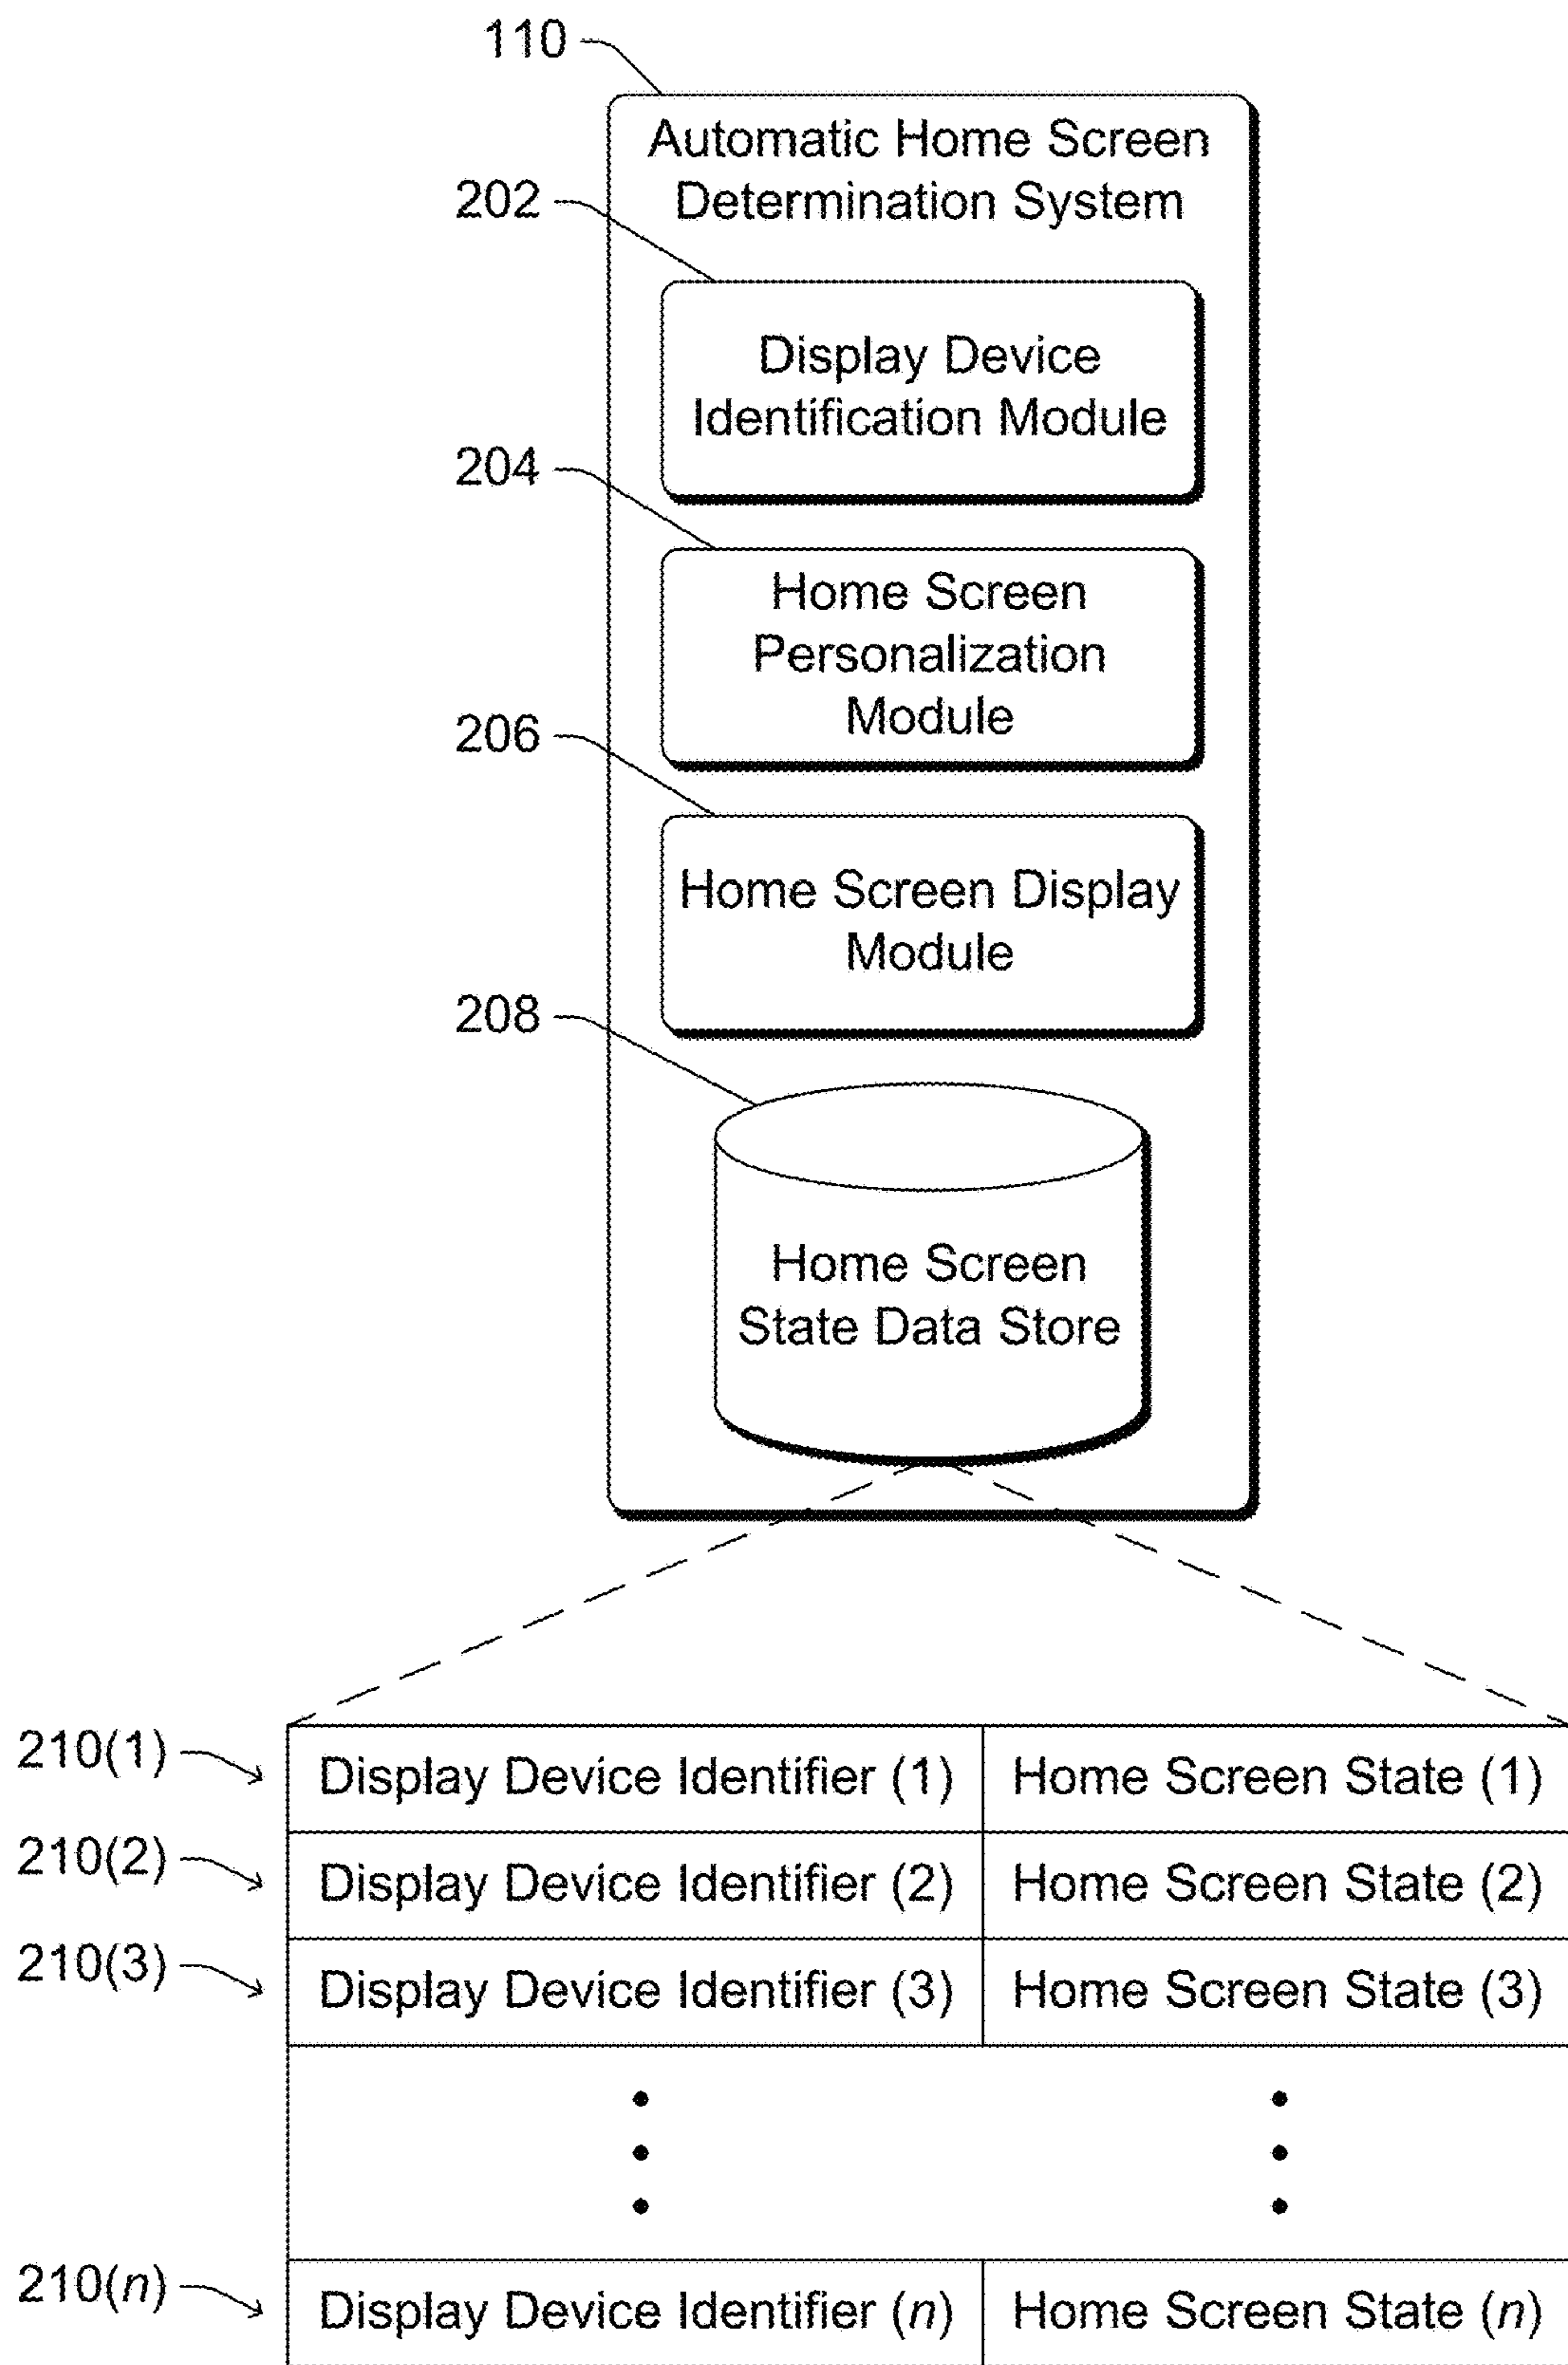 110
Automatic Home Screen
Determination System
202
Display Device
Identification Module
204
Home Screen
Personalization
Module
206
Home Screen Display
Module
208
Home Screen
State Data Store
210(1)
Display Device Identifier (1) Home Screen State (1)
210(2)
Display Device Identifier (2) Home Screen State (2)
210(3)
Display Device Identifier (3) Home Screen State (3)
210(n)
Display Device Identifier (n) Home Screen State (n)